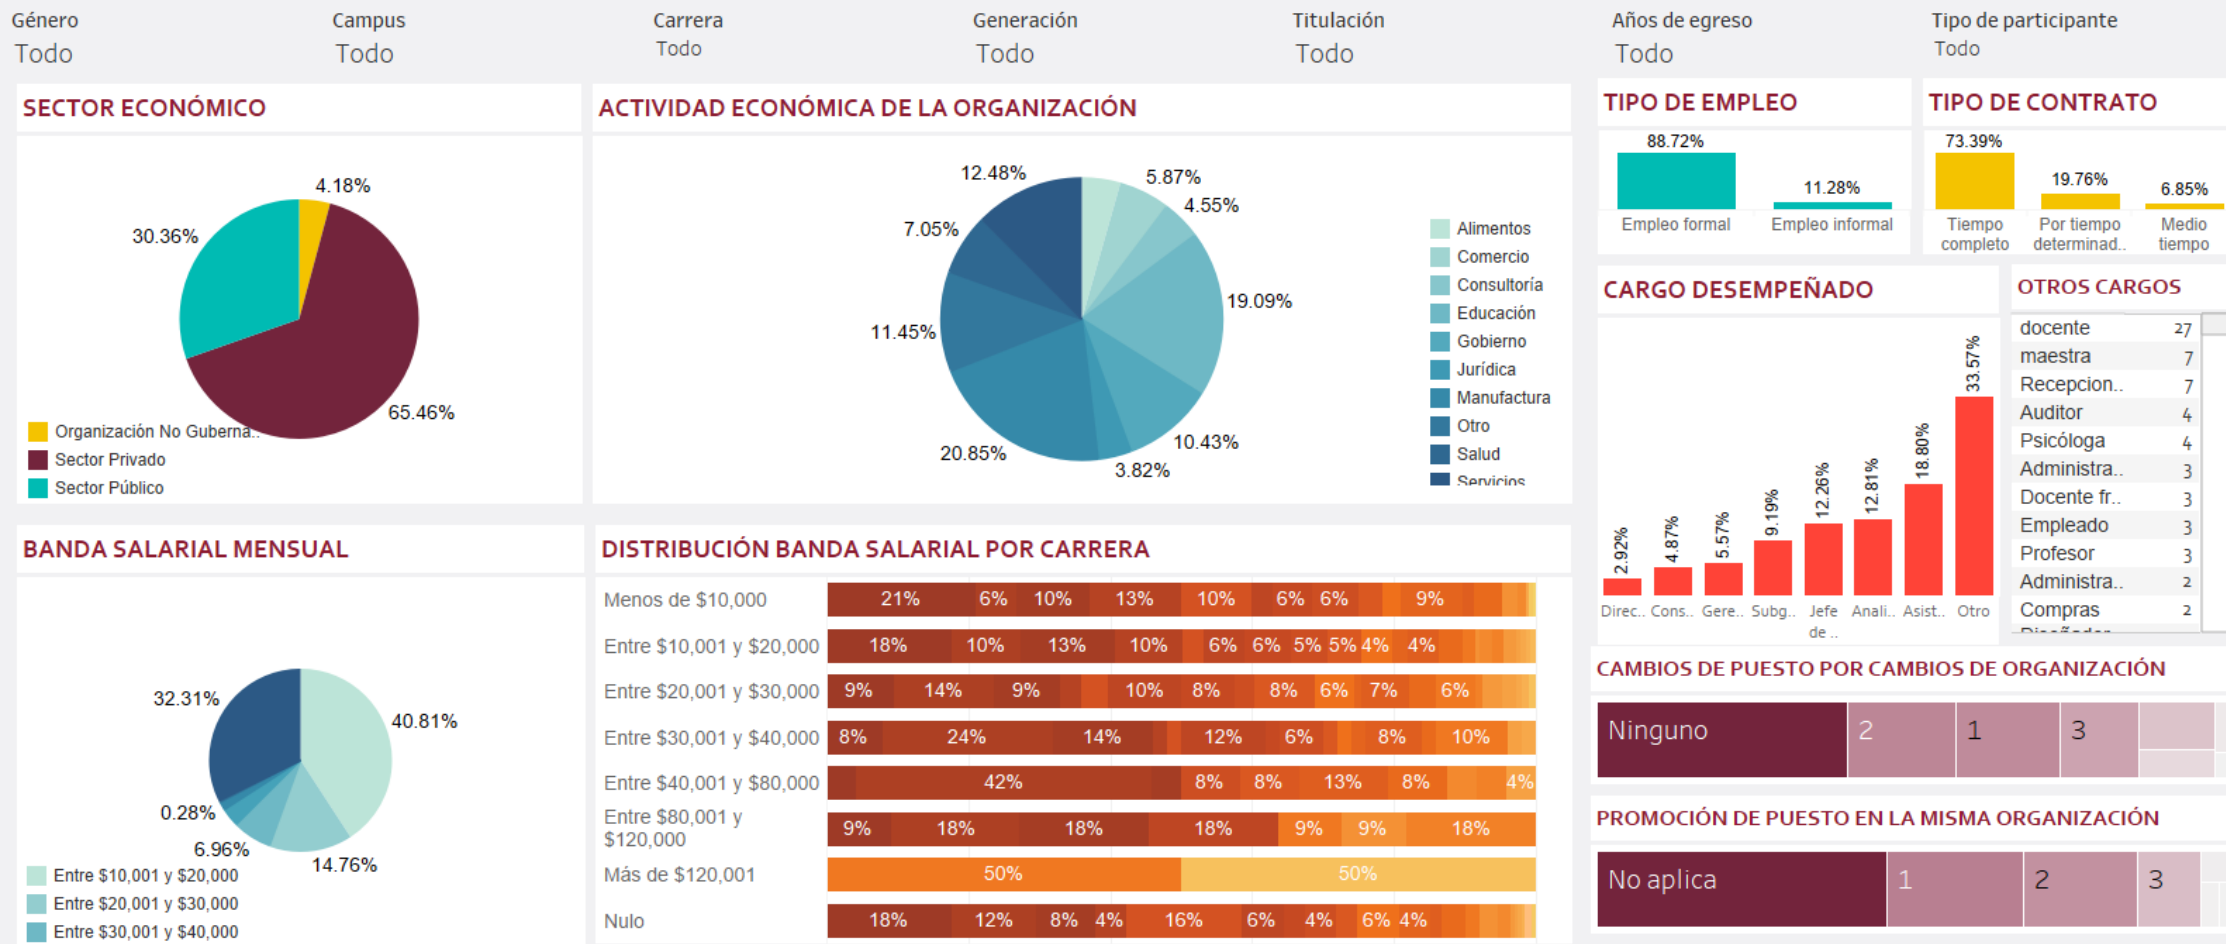 Género
Todo
Campus
Todo
Carrera
Todo
Generación
Todo
Titulación
Todo
Años de egreso
Todo
Tipo de participante
Todo
SECTOR ECONÓMICO
4.18%
30.36%
65.46%
Organización No Guberna..
Sector Privado
Sector Público
ACTIVIDAD ECONÓMICA DE LA ORGANIZACIÓN
12.48%
5.87%
4.55%
7.05%
19.09%
11.45%
10.43%
20.85%
3.82%
Alimentos
Comercio
Consultoría
Educación
Gobierno
Jurídica
Manufactura
Otro
Salud
Servicios
TIPO DE EMPLEO
88.72%
11.28%
Empleo formal
Empleo informal
TIPO DE CONTRATO
73.39%
19.76%
6.85%
Tiempo completo
Por tiempo determinad..
Medio tiempo
CARGO DESEMPEÑADO
2.92%
4.87%
5.57%
9.19%
12.26%
12.81%
18.80%
33.57%
Direc..
Cons..
Gere..
Subg..
Jefe de ..
Anali..
Asist..
Otro
OTROS CARGOS
docente 27
maestra 7
Recepcion.. 7
Auditor 4
Psicóloga 4
Administra.. 3
Docente fr.. 3
Empleado 3
Profesor 3
Administra.. 2
Compras 2
BANDA SALARIAL MENSUAL
32.31%
40.81%
0.28%
6.96%
14.76%
Entre $10,001 y $20,000
Entre $20,001 y $30,000
Entre $30,001 y $40,000
DISTRIBUCIÓN BANDA SALARIAL POR CARRERA
Menos de $10,000 21% 6% 10% 13% 10% 6% 6% 9%
Entre $10,001 y $20,000 18% 10% 13% 10% 6% 6% 5% 5% 4% 4%
Entre $20,001 y $30,000 9% 14% 9% 10% 8% 8% 6% 7% 6%
Entre $30,001 y $40,000 8% 24% 14% 12% 6% 8% 10%
Entre $40,001 y $80,000 42% 8% 8% 13% 8% 4%
Entre $80,001 y
$120,000 9% 18% 18% 18% 9% 9% 18%
Más de $120,001 50% 50%
Nulo 18% 12% 8% 4% 16% 6% 4% 6% 4%
CAMBIOS DE PUESTO POR CAMBIOS DE ORGANIZACIÓN
Ninguno 2 1 3
PROMOCIÓN DE PUESTO EN LA MISMA ORGANIZACIÓN
No aplica 1 2 3